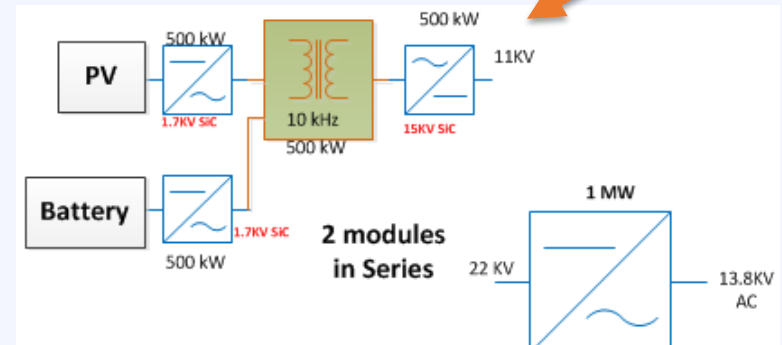 500 kW
500 kW
11KV
PV
1.7KV SiC
10 kHz
15KV SiC
500 kW
Battery
1.7KV SiC
500 kW
2 modules
in Series
1 MW
22 KV
13.8KV
AC